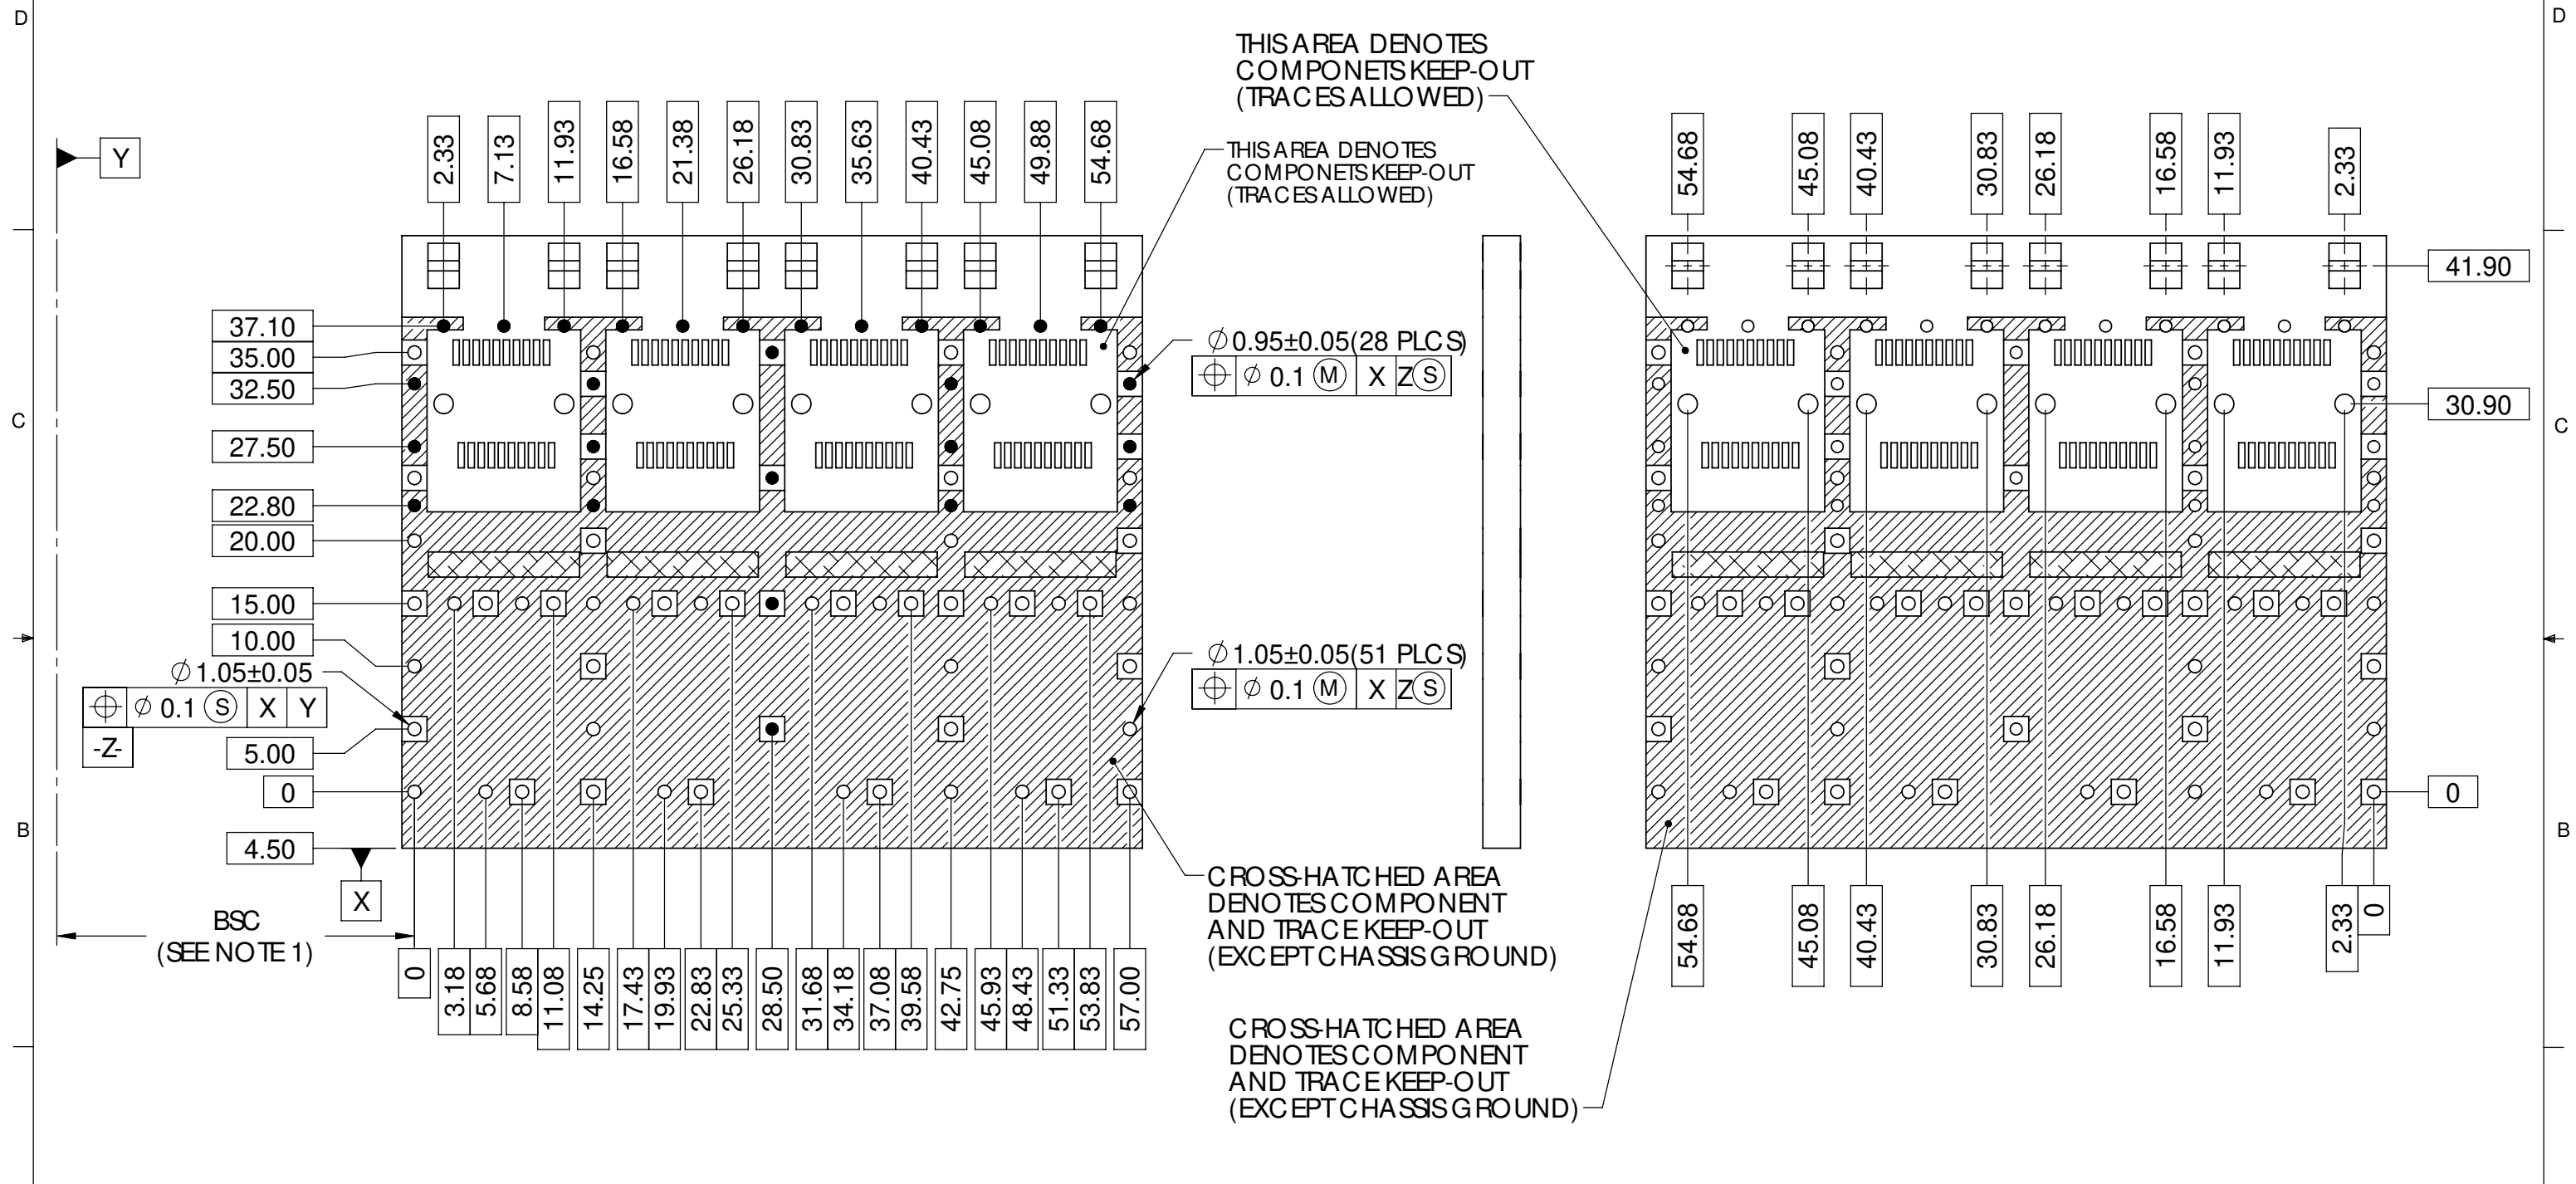 D
D
THIS AREA DENOTES
COMPONETS KEEP-OUT
(TRACES ALLOWED)
THIS AREA DENOTES
COMPONETS KEEP-OUT
(TRACES ALLOWED)
Y
2.33
7.13
11.93
16.58
21.38
26.18
30.83
35.63
40.43
45.08
49.88
54.68
54.68
45.08
40.43
30.83
26.18
16.58
11.93
2.33
41.90
37.10
35.00
32.50
27.50
22.80
20.00
15.00
10.00
⌀ 1.05±0.05
⌖ ⌀ 0.1 Ⓢ X Y
-Z-
5.00
0
4.50
X
BSC
(SEE NOTE 1)
⌀ 0.95±0.05(28 PLCS)
⌖ ⌀ 0.1 Ⓜ X ZⓈ
⌀ 1.05±0.05(51 PLCS)
⌖ ⌀ 0.1 Ⓜ X ZⓈ
30.90
0
C
C
B
B
CROSS-HATCHED AREA
DENOTES COMPONENT
AND TRACE KEEP-OUT
(EXCEPT CHASSIS GROUND)
0
3.18
5.68
8.58
11.08
14.25
17.43
19.93
22.83
25.33
28.50
31.68
34.18
37.08
39.58
42.75
45.93
48.43
51.33
53.83
57.00
54.68
45.08
40.43
30.83
26.18
16.58
11.93
2.33
0
CROSS-HATCHED AREA
DENOTES COMPONENT
AND TRACE KEEP-OUT
(EXCEPT CHASSIS GROUND)